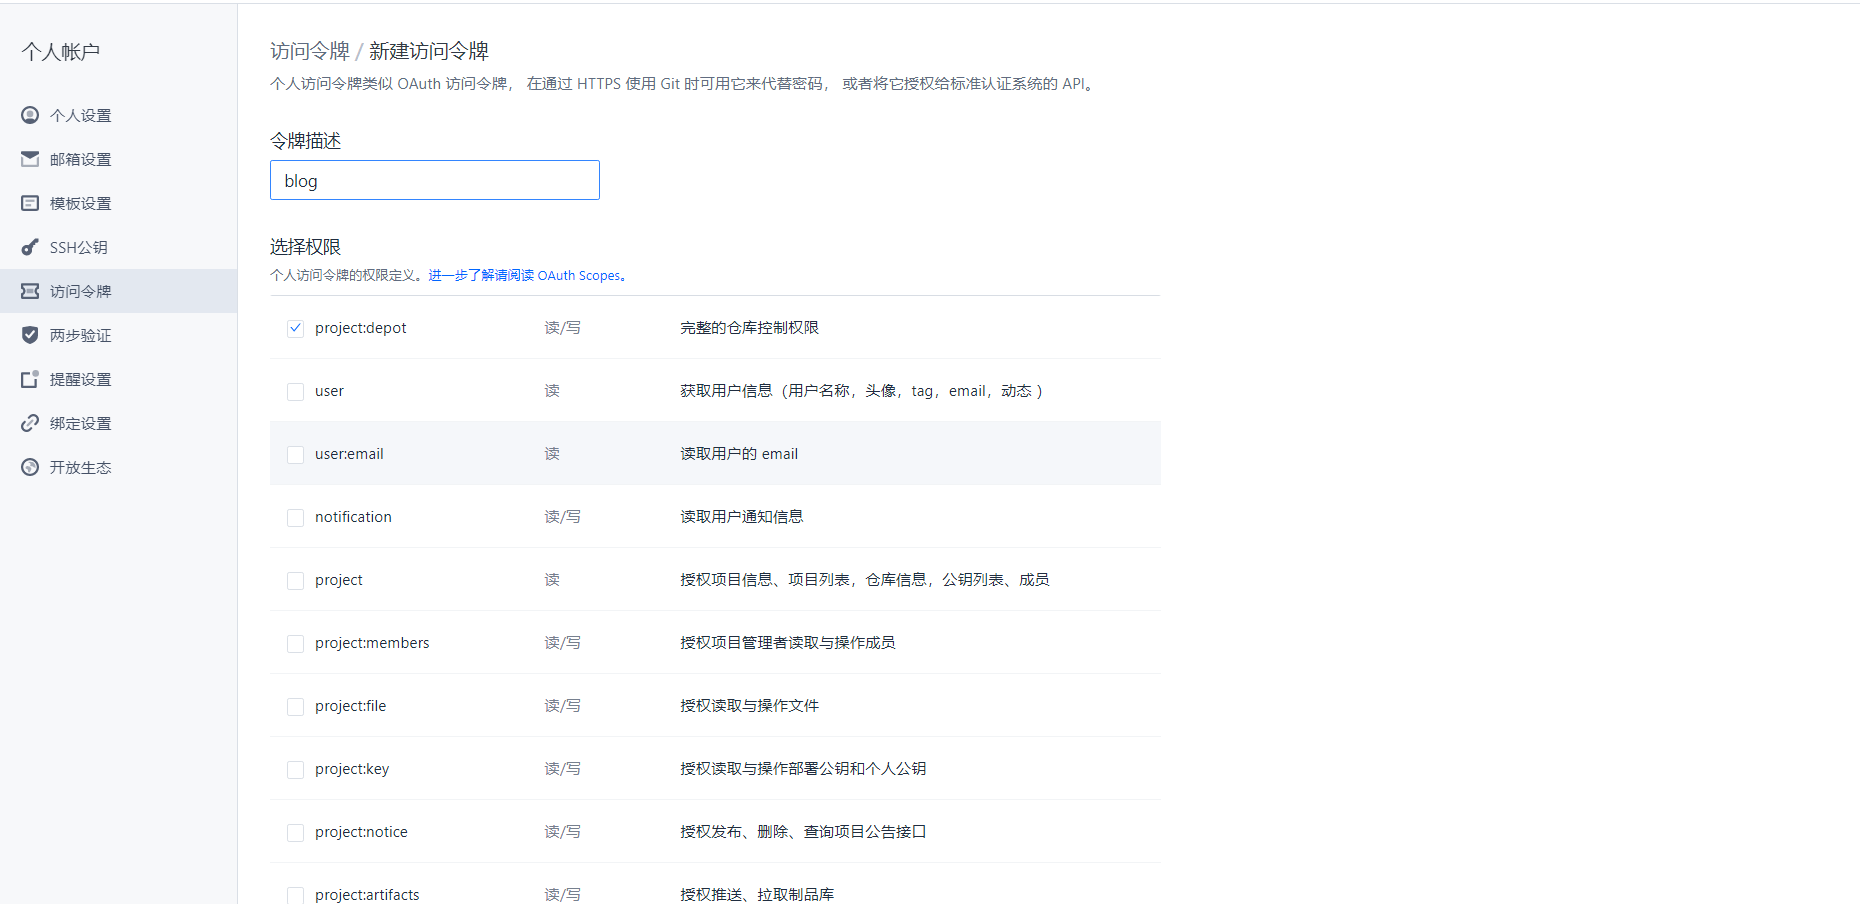 个人帐户
个人设置
邮箱设置
模板设置
SSH公钥
访问令牌
两步验证
提醒设置
绑定设置
开放生态
访问令牌 / 新建访问令牌
个人访问令牌类似 OAuth 访问令牌， 在通过 HTTPS 使用 Git 时可用它来代替密码， 或者将它授权给标准认证系统的 API。
令牌描述
blog
选择权限
个人访问令牌的权限定义。进一步了解请阅读 OAuth Scopes。
project:depot 读/写 完整的仓库控制权限
user 读 获取用户信息（用户名称，头像，tag，email，动态 ）
user:email 读 读取用户的 email
notification 读/写 读取用户通知信息
project 读 授权项目信息、项目列表，仓库信息，公钥列表、成员
project:members 读/写 授权项目管理者读取与操作成员
project:file 读/写 授权读取与操作文件
project:key 读/写 授权读取与操作部署公钥和个人公钥
project:notice 读/写 授权发布、删除、查询项目公告接口
project:artifacts 读/写 授权推送、拉取制品库